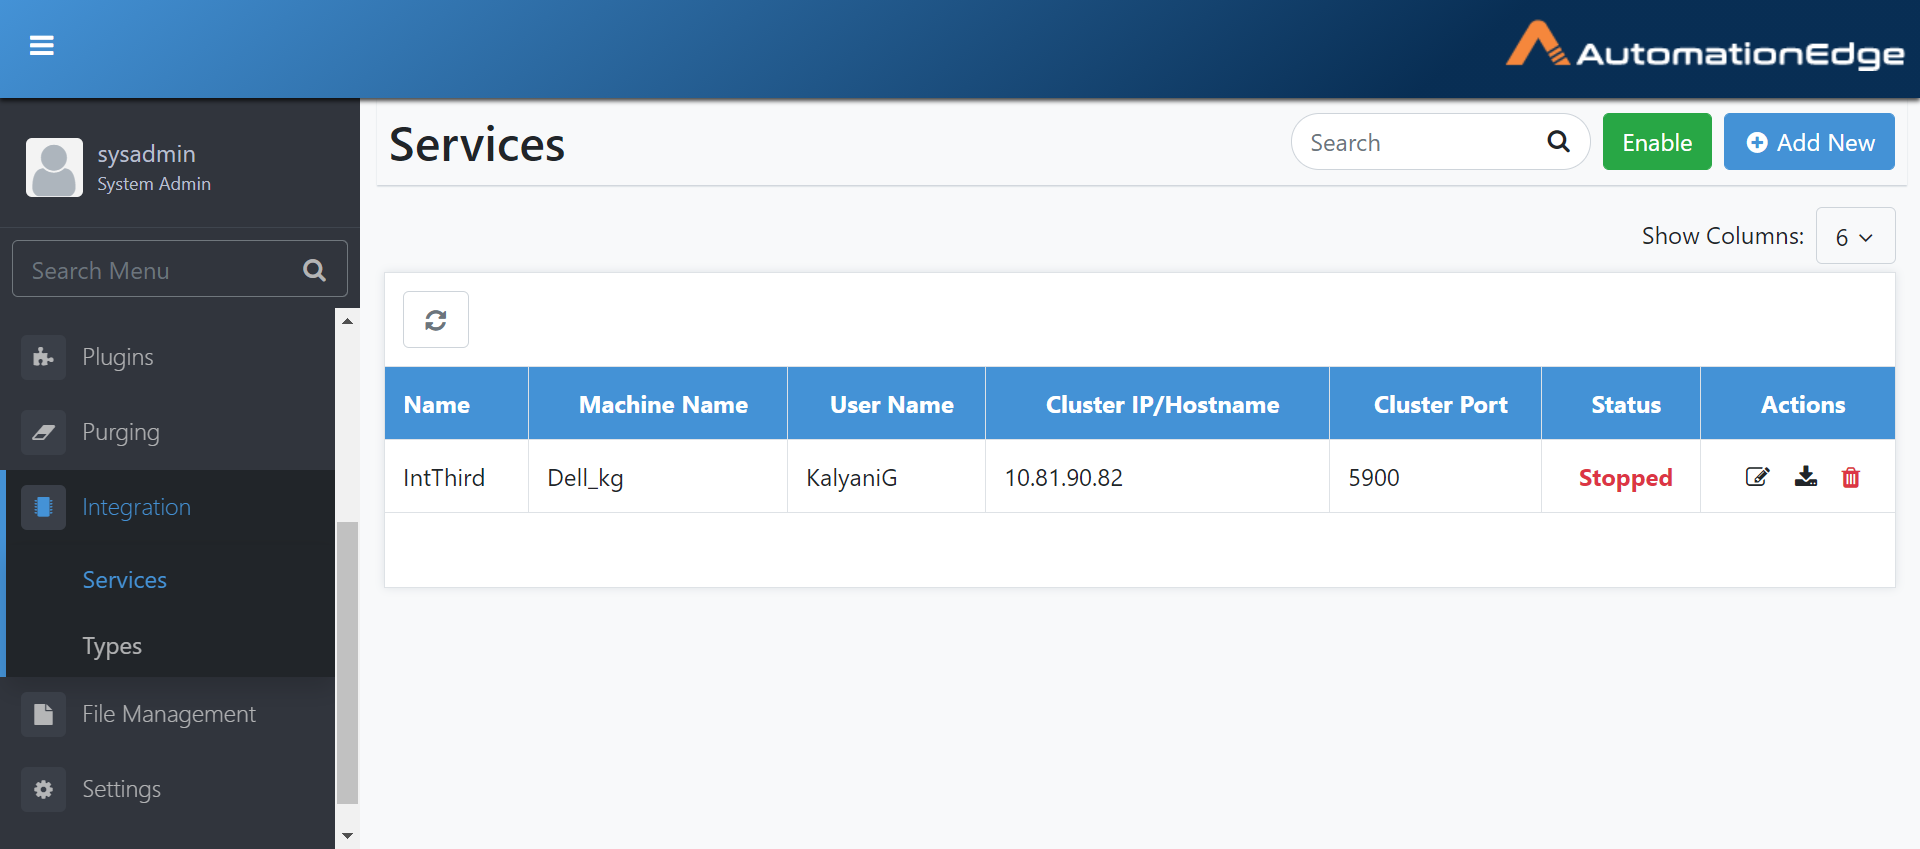 AutomationEdge
sysadmin
System Admin
Search Menu
Plugins
Purging
Integration
Services
Types
File Management
Settings
Services
Search
Enable
Add New
Show Columns: 6
Name Machine Name User Name Cluster IP/Hostname Cluster Port Status Actions
IntThird Dell_kg KalyaniG 10.81.90.82 5900 Stopped